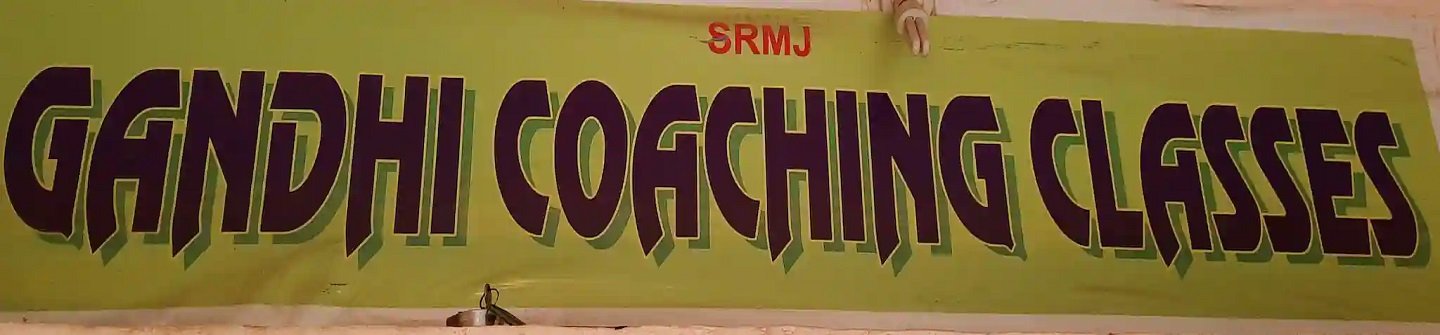 SRMJ
GANDHI COACHING CLASSES